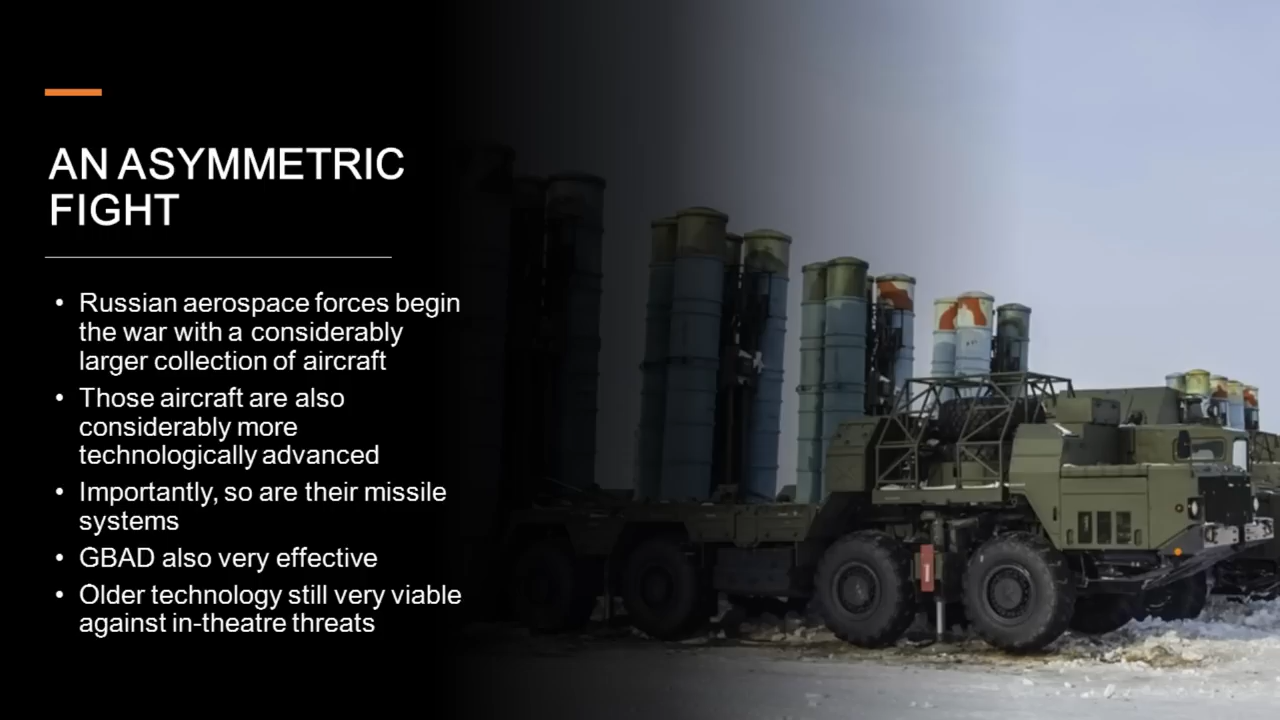 AN ASYMMETRIC
FIGHT
• Russian aerospace forces begin
the war with a considerably
larger collection of aircraft
• Those aircraft are also
considerably more
technologically advanced
• Importantly, so are their missile
systems
• GBAD also very effective
• Older technology still very viable
against in-theatre threats